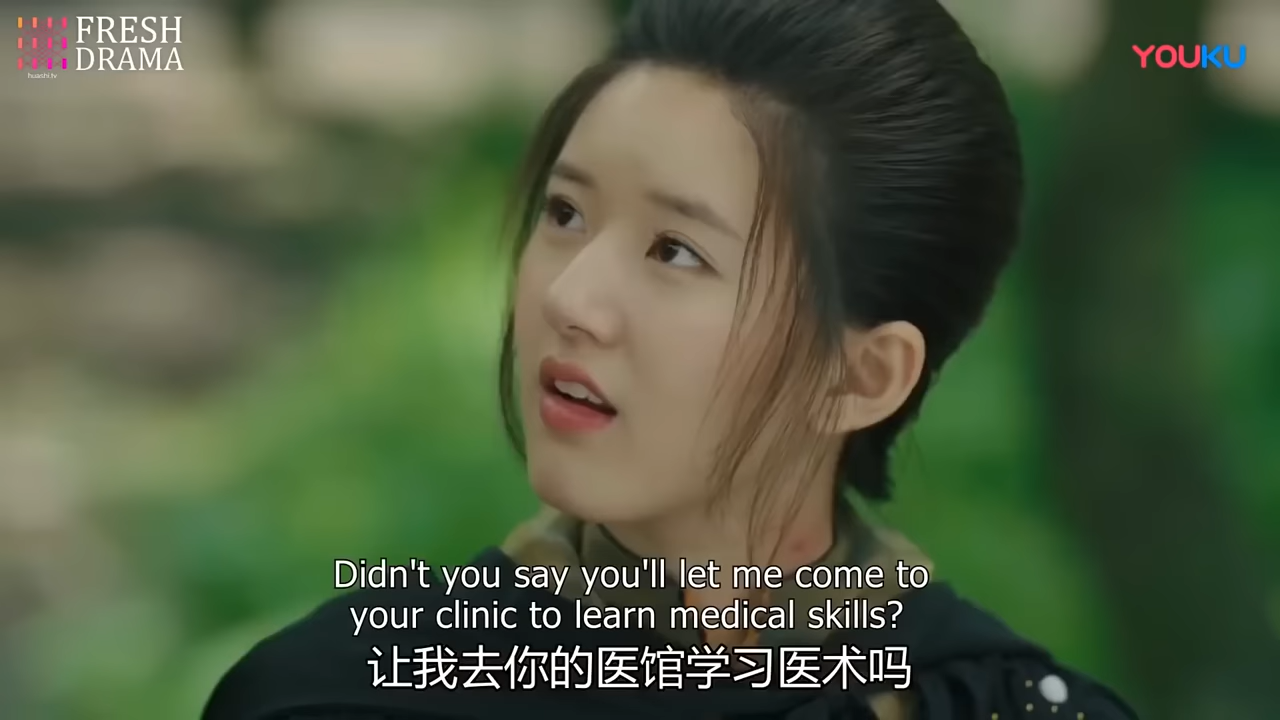 FRESH
DRAMA
huashi.tv
YOUKU
Didn't you say you'll let me come to
your clinic to learn medical skills?
让我去你的医馆学习医术吗